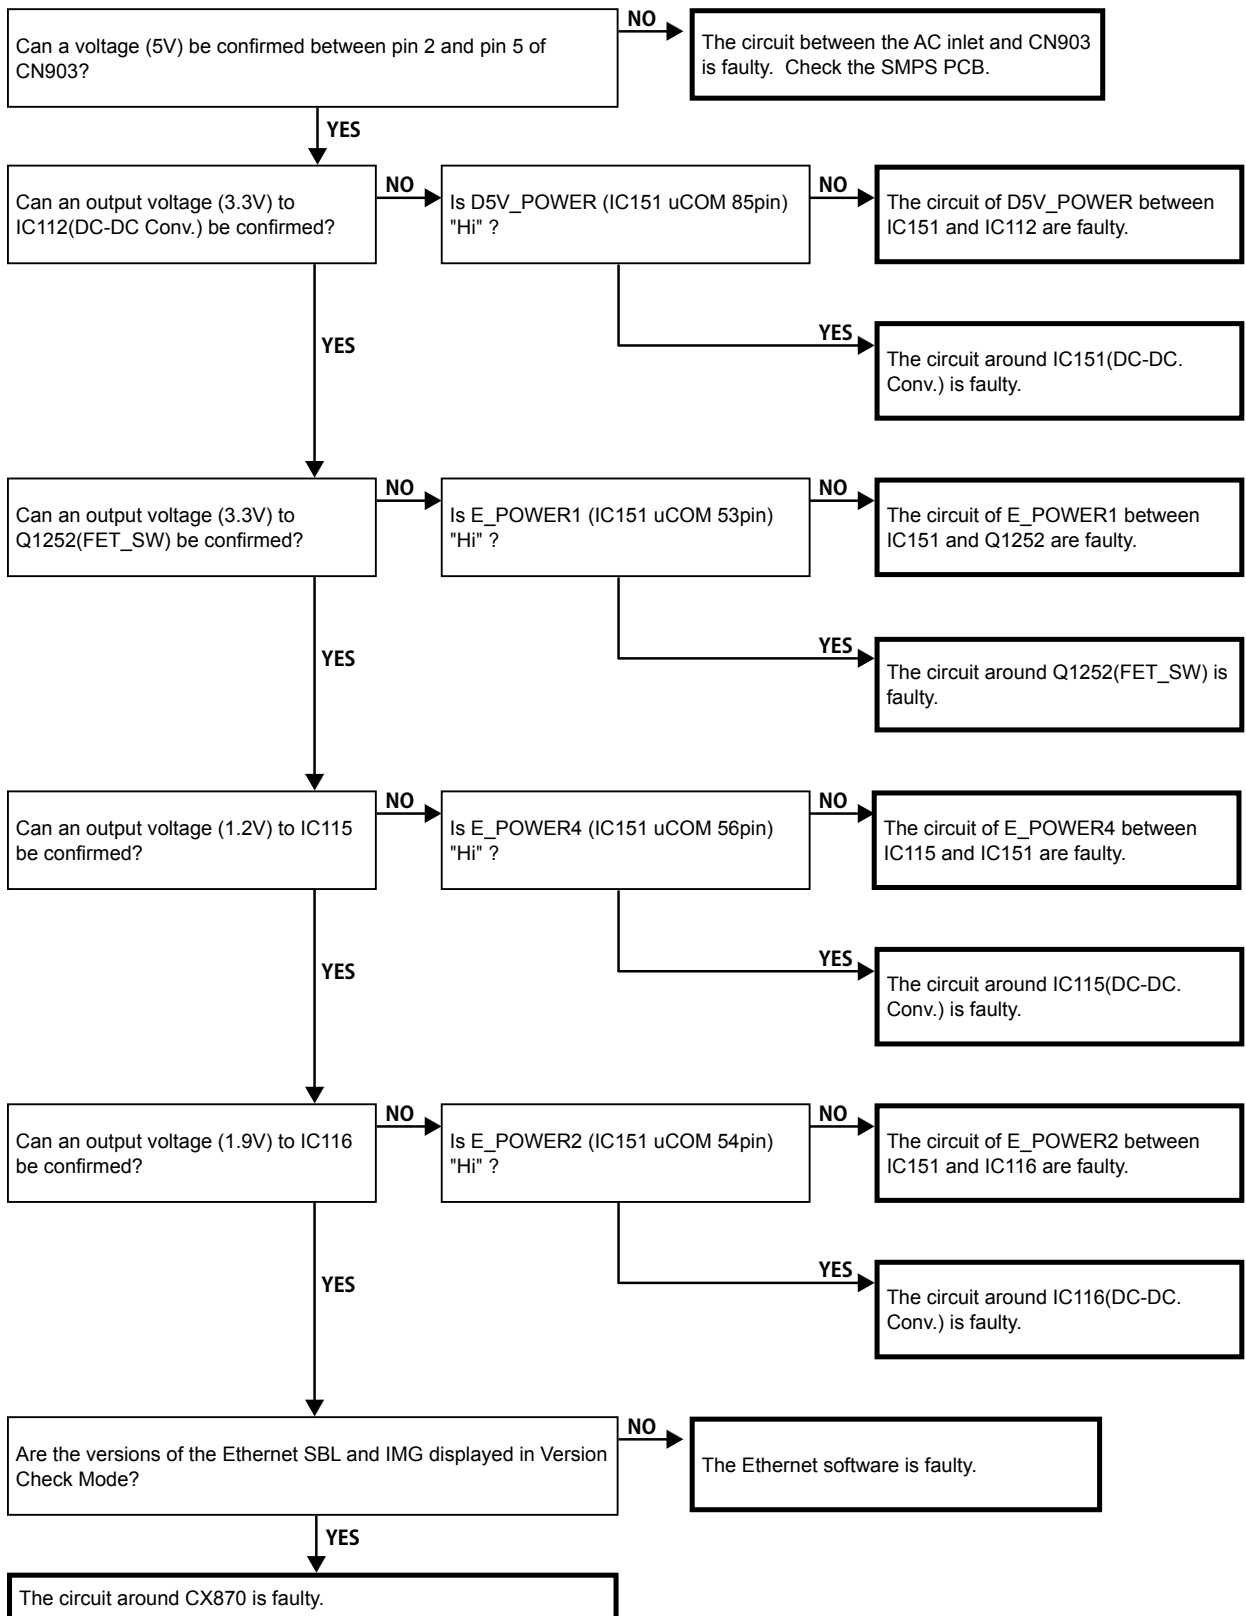 Can a voltage (5V) be confirmed between pin 2 and pin 5 of
CN903?
NO
The circuit between the AC inlet and CN903
is faulty.  Check the SMPS PCB.
YES
Can an output voltage (3.3V) to
IC112(DC-DC Conv.) be confirmed?
NO
Is D5V_POWER (IC151 uCOM 85pin)
"Hi" ?
NO
The circuit of D5V_POWER between
IC151 and IC112 are faulty.
YES
The circuit around IC151(DC-DC.
Conv.) is faulty.
YES
Can an output voltage (3.3V) to
Q1252(FET_SW) be confirmed?
NO
Is E_POWER1 (IC151 uCOM 53pin)
"Hi" ?
NO
The circuit of E_POWER1 between
IC151 and Q1252 are faulty.
YES
The circuit around Q1252(FET_SW) is
faulty.
YES
Can an output voltage (1.2V) to IC115
be confirmed?
NO
Is E_POWER4 (IC151 uCOM 56pin)
"Hi" ?
NO
The circuit of E_POWER4 between
IC115 and IC151 are faulty.
YES
The circuit around IC115(DC-DC.
Conv.) is faulty.
YES
Can an output voltage (1.9V) to IC116
be confirmed?
NO
Is E_POWER2 (IC151 uCOM 54pin)
"Hi" ?
NO
The circuit of E_POWER2 between
IC151 and IC116 are faulty.
YES
The circuit around IC116(DC-DC.
Conv.) is faulty.
YES
Are the versions of the Ethernet SBL and IMG displayed in Version
Check Mode?
NO
The Ethernet software is faulty.
YES
The circuit around CX870 is faulty.